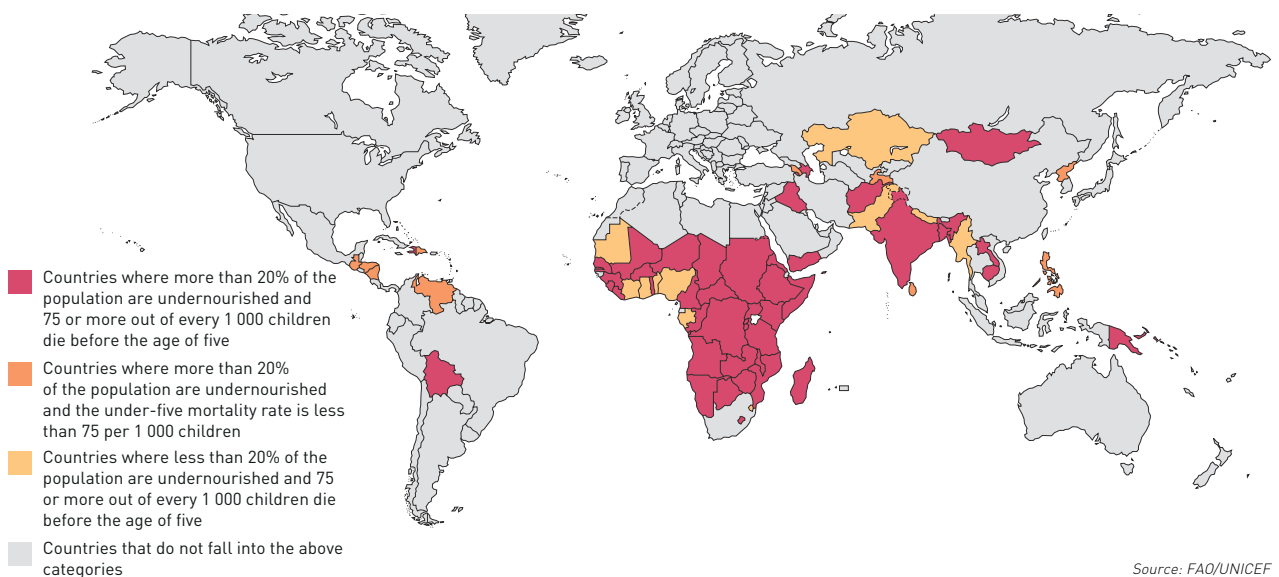 Countries where more than 20% of the
population are undernourished and
75 or more out of every 1 000 children
die before the age of five
Countries where more than 20%
of the population are undernourished
and the under-five mortality rate is less
than 75 per 1 000 children
Countries where less than 20% of the
population are undernourished and 75
or more out of every 1 000 children die
before the age of five
Countries that do not fall into the above
categories
Source: FAO/UNICEF